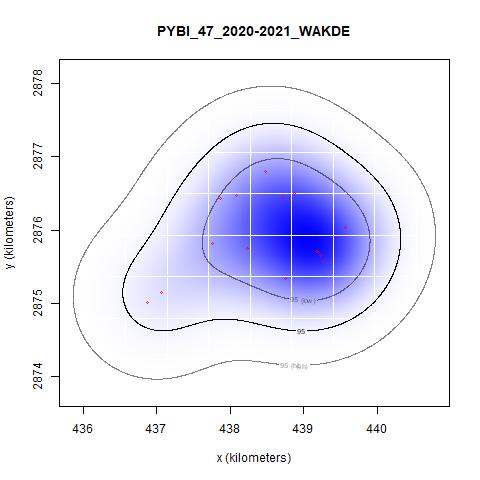 PYBI_47_2020-2021_WAKDE
2878
2877
2876
2875
2874
y (kilometers)
95 (low)
95
95 (high)
436 437 438 439 440
x (kilometers)